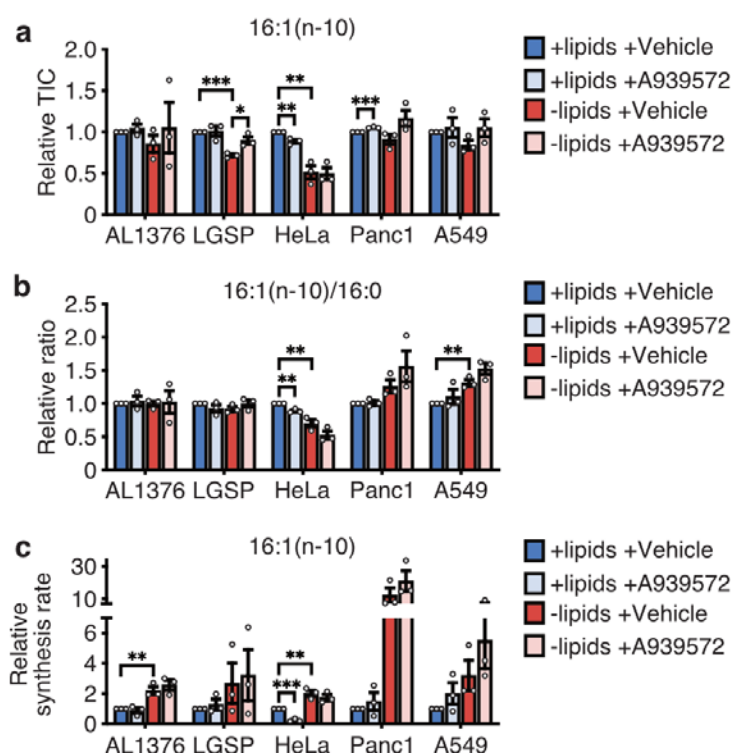 a
16:1(n-10)
Relative TIC
2.0
1.5
1.0
0.5
0
***
*
**
**
***
AL1376 LGSP HeLa Panc1 A549
+lipids +Vehicle
+lipids +A939572
-lipids +Vehicle
-lipids +A939572
b
16:1(n-10)/16:0
Relative ratio
2.5
2.0
1.5
1.0
0.5
0
**
**
**
AL1376 LGSP HeLa Panc1 A549
+lipids +Vehicle
+lipids +A939572
-lipids +Vehicle
-lipids +A939572
c
16:1(n-10)
Relative
synthesis rate
30
10
6
4
2
0
**
**
***
AL1376 LGSP HeLa Panc1 A549
+lipids +Vehicle
+lipids +A939572
-lipids +Vehicle
-lipids +A939572